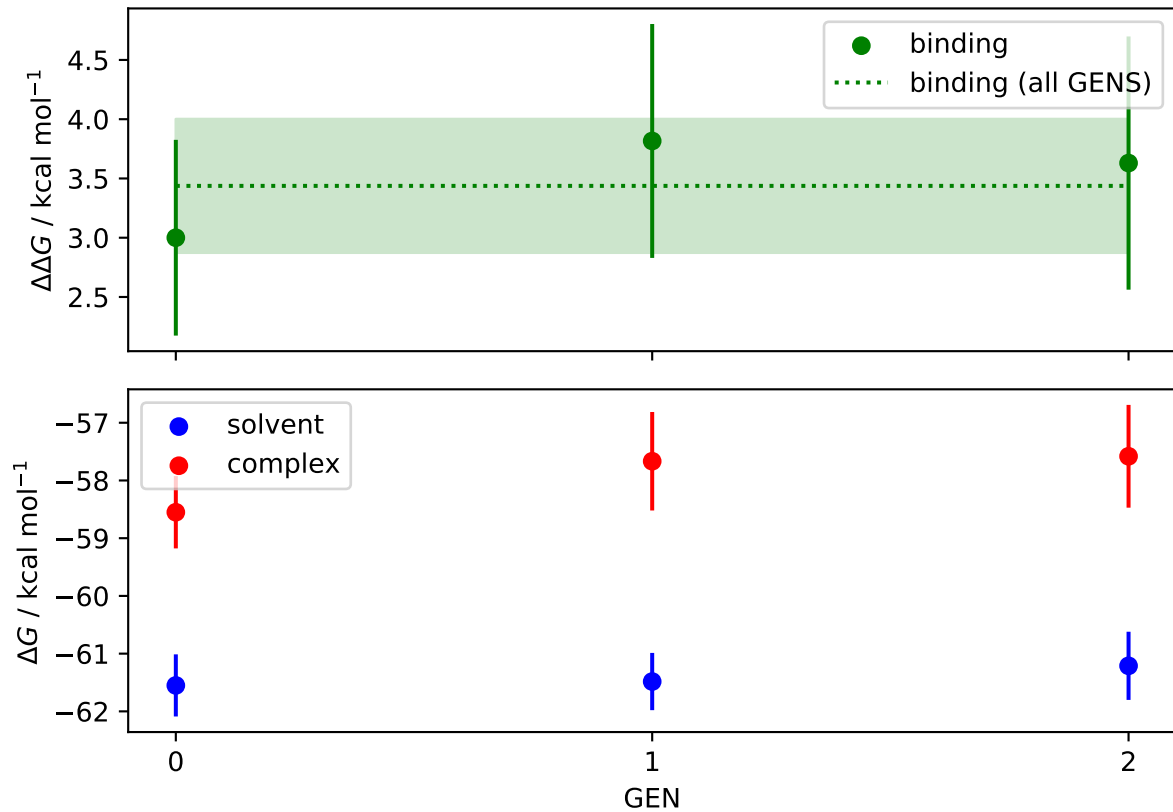 4.5
4.0
3.5
3.0
2.5
ΔΔG / kcal mol⁻¹
binding
binding (all GENS)
−57
−58
−59
−60
−61
−62
ΔG / kcal mol⁻¹
solvent
complex
0 1 2
GEN